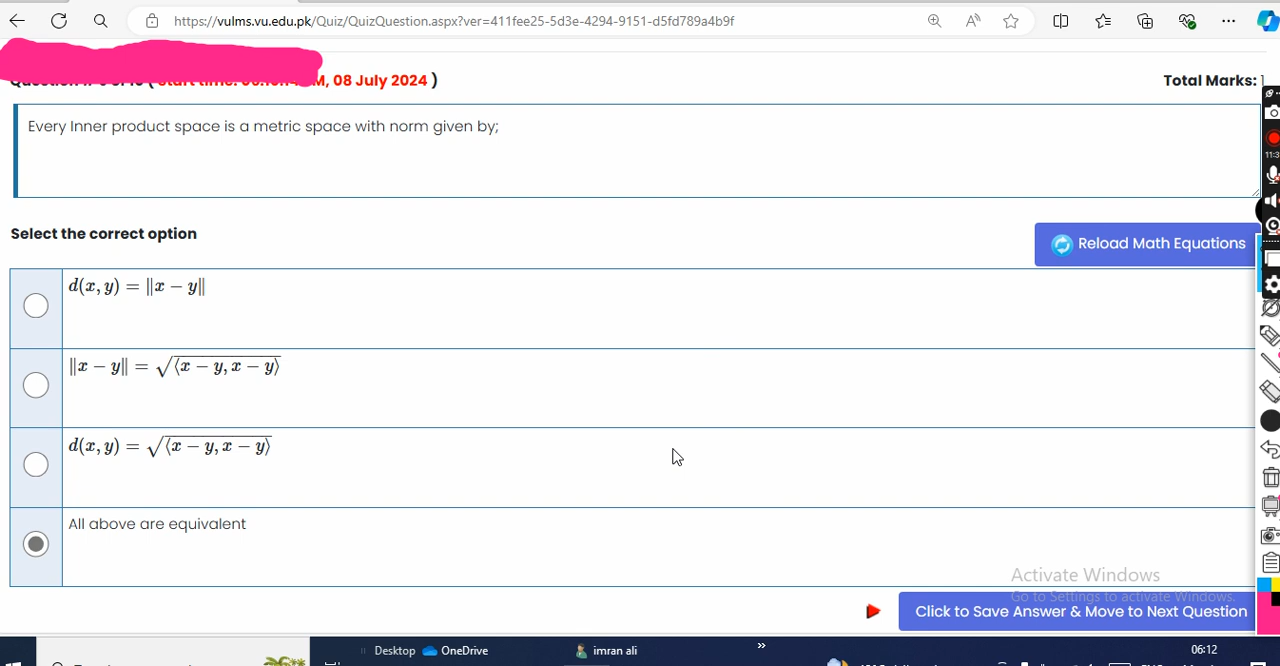 https://vulms.vu.edu.pk/Quiz/QuizQuestion.aspx?ver=411fee25-5d3e-4294-9151-d5fd789a4b9f
M, 08 July 2024 )
Total Marks: 1
Every Inner product space is a metric space with norm given by;
Select the correct option
Reload Math Equations
d(x, y) = ‖x − y‖
‖x − y‖ = √⟨x − y, x − y⟩
d(x, y) = √⟨x − y, x − y⟩
All above are equivalent
Activate Windows
Go to Settings to activate Windows.
Click to Save Answer & Move to Next Question
Desktop
OneDrive
imran ali
»
06:12